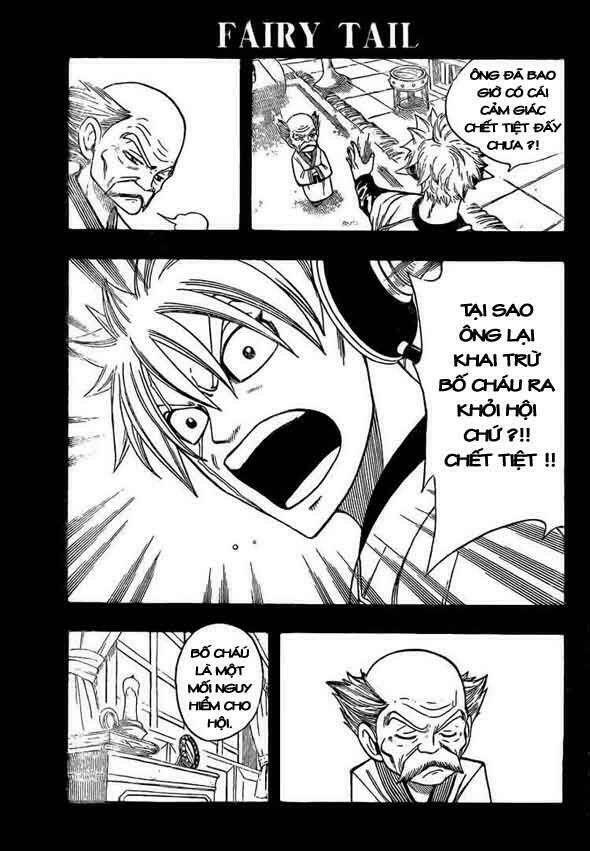 FAIRY TAIL
ÔNG ĐÃ BAO
GIỜ CÓ CÁI
CẢM GIÁC
CHẾT TIỆT ĐẤY
CHƯA ?!
TẠI SAO
ÔNG LẠI
KHAI TRỪ
BỐ CHÁU RA
KHỎI HỘI
CHỨ ?!!
CHẾT TIỆT !!
BỐ CHÁU
LÀ MỘT
MỐI NGUY
HIỂM CHO
HỘI.